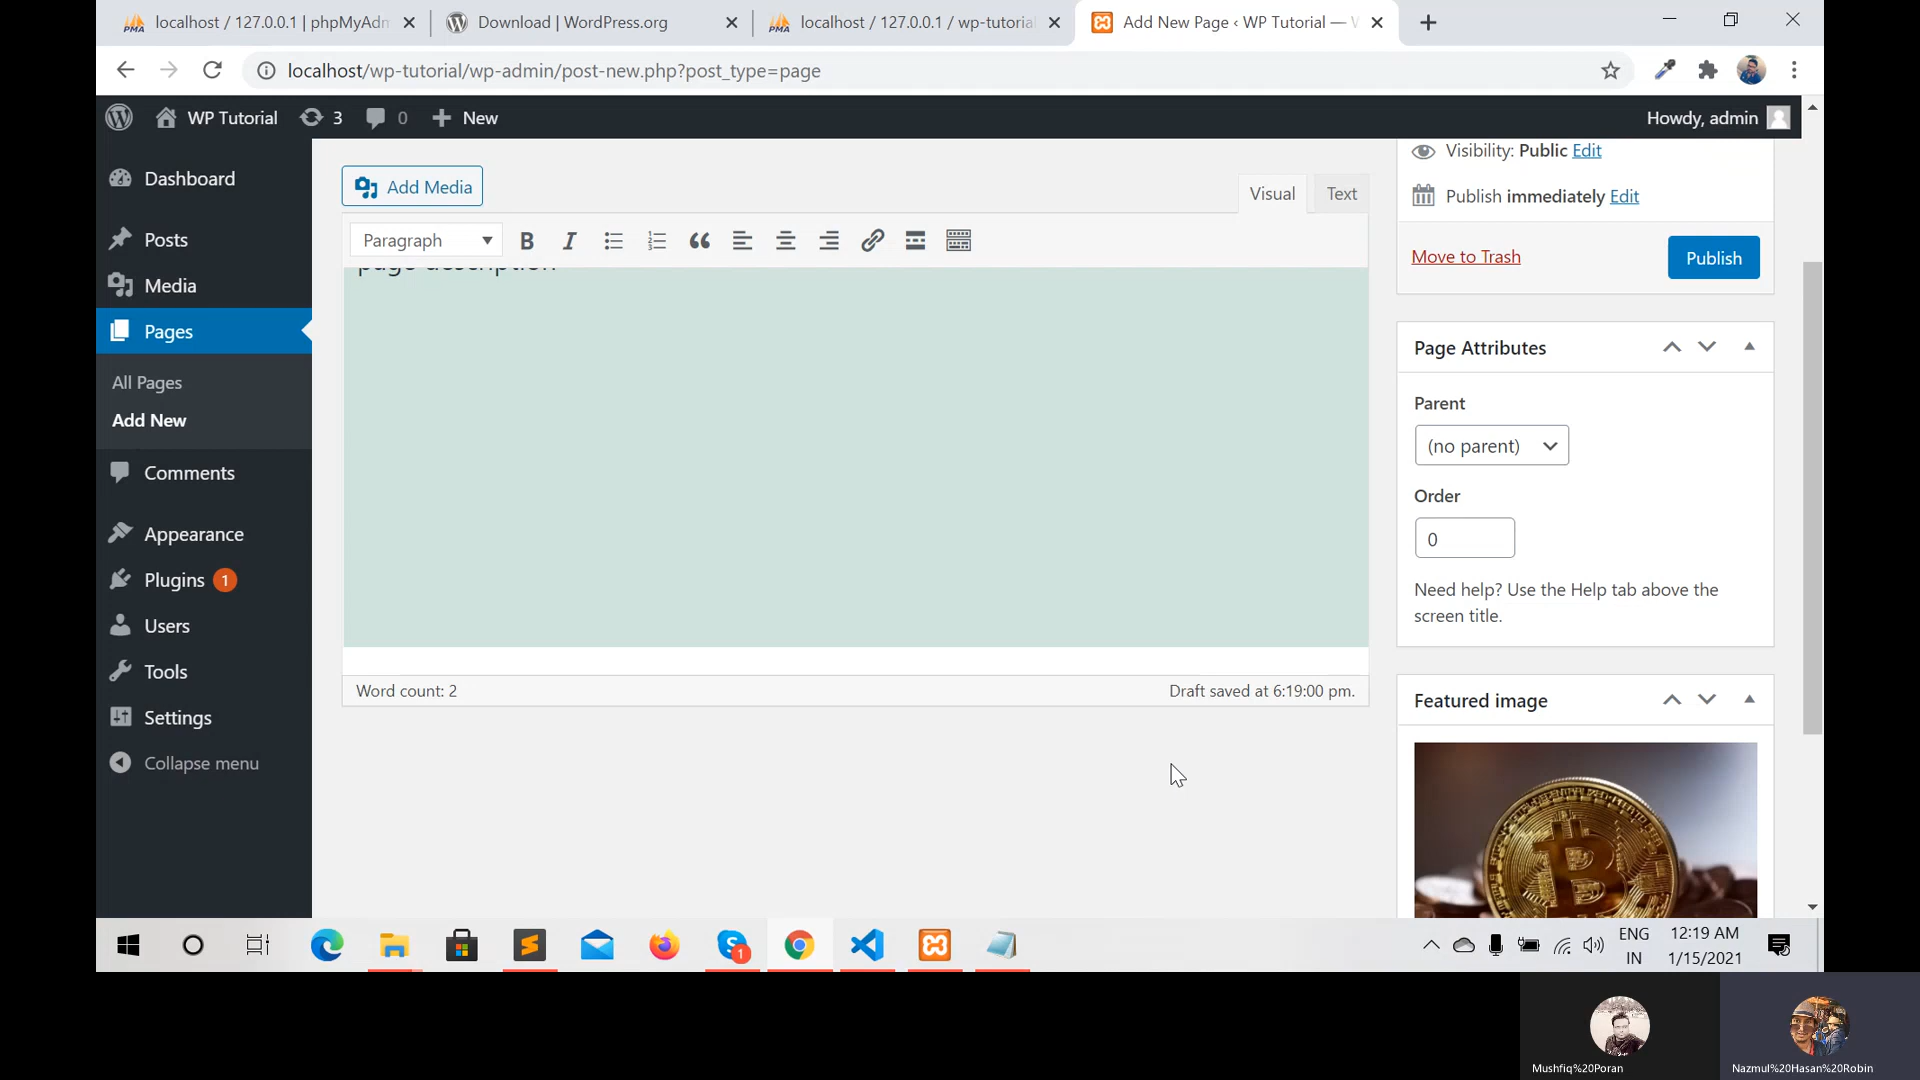 localhost / 127.0.0.1 | phpMyAdm
Download | WordPress.org
localhost / 127.0.0.1 / wp-tutorial
Add New Page ‹ WP Tutorial — W
localhost/wp-tutorial/wp-admin/post-new.php?post_type=page
WP Tutorial
3
0
New
Howdy, admin
Dashboard
Posts
Media
Pages
All Pages
Add New
Comments
Appearance
Plugins 1
Users
Tools
Settings
Collapse menu
Add Media
Visual
Text
Paragraph
page description
Word count: 2
Draft saved at 6:19:00 pm.
Visibility: Public Edit
Publish immediately Edit
Move to Trash
Publish
Page Attributes
Parent
(no parent)
Order
0
Need help? Use the Help tab above the
screen title.
Featured image
1
ENG
IN
12:19 AM
1/15/2021
Mushfiq%20Poran
Nazmul%20Hasan%20Robin